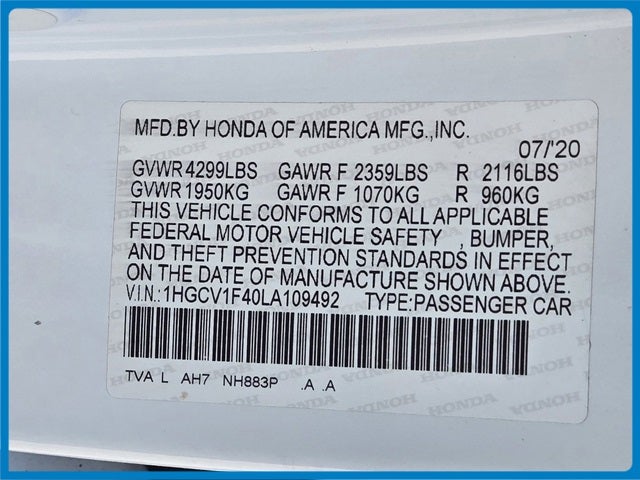 MFD.BY HONDA OF AMERICA MFG.,INC.
07/'20
GVWR 4299LBS GAWR F 2359LBS R 2116LBS
GVWR 1950KG GAWR F 1070KG R 960KG
THIS VEHICLE CONFORMS TO ALL APPLICABLE
FEDERAL MOTOR VEHICLE SAFETY , BUMPER,
AND THEFT PREVENTION STANDARDS IN EFFECT
ON THE DATE OF MANUFACTURE SHOWN ABOVE.
V.I.N.:1HGCV1F40LA109492 TYPE:PASSENGER CAR
TVA L AH7 NH883P .A .A